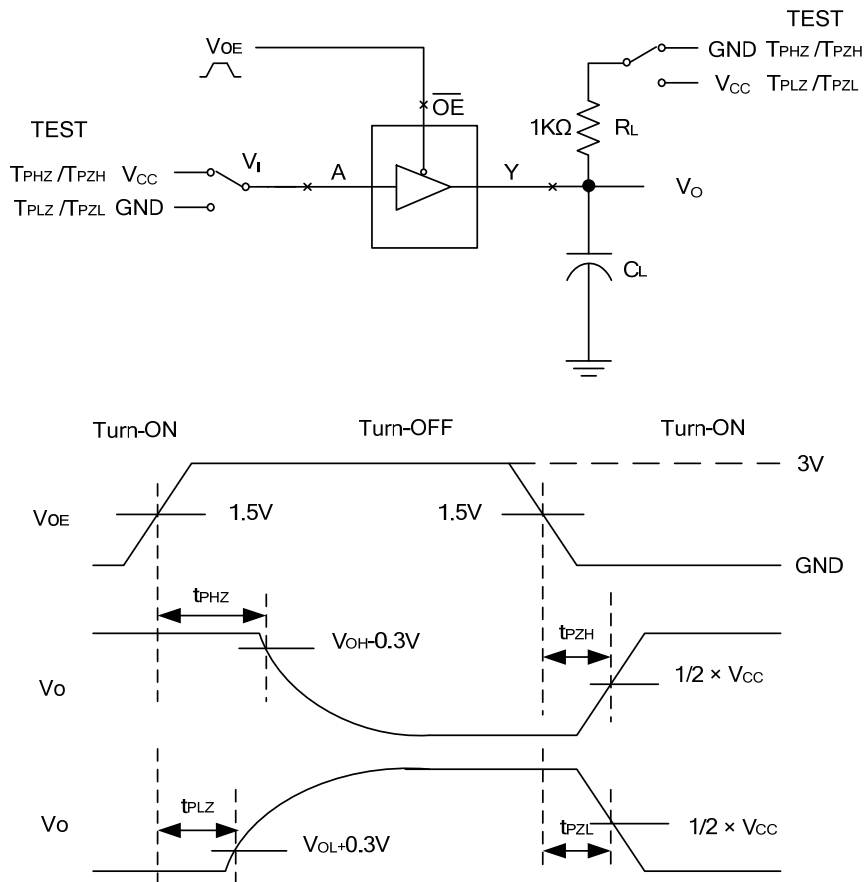 TEST
VOE
GND TPHZ /TPZH
OE
VCC TPLZ /TPZL
1KΩ RL
TEST
VI
TPHZ /TPZH VCC
A
Y
VO
TPLZ /TPZL GND
CL
Turn-ON Turn-OFF Turn-ON
3V
VOE
1.5V
1.5V
GND
tPHZ
tPZH
VOH-0.3V
VO
1/2 × VCC
tPLZ
tPZL
VO
1/2 × VCC
VOL+0.3V